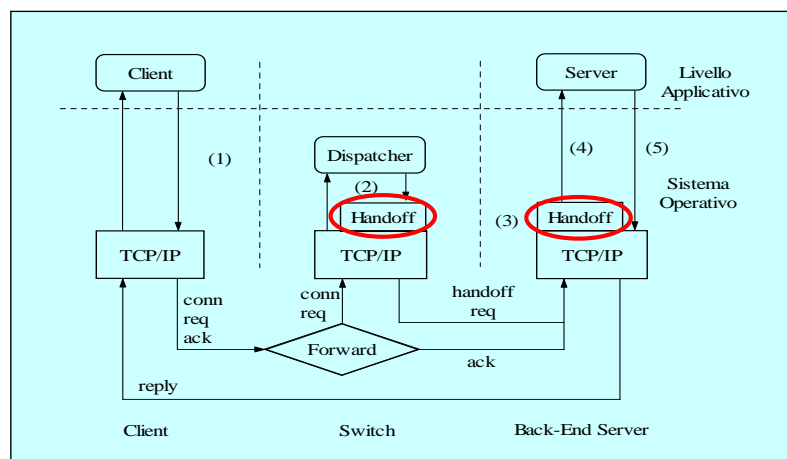 Client
Server
Livello
Applicativo
(1)
Dispatcher
(2)
(4)
(5)
Sistema
Operativo
Handoff
(3)
Handoff
TCP/IP
TCP/IP
TCP/IP
conn
req
ack
conn
req
handoff
req
Forward
ack
reply
Client
Switch
Back-End Server